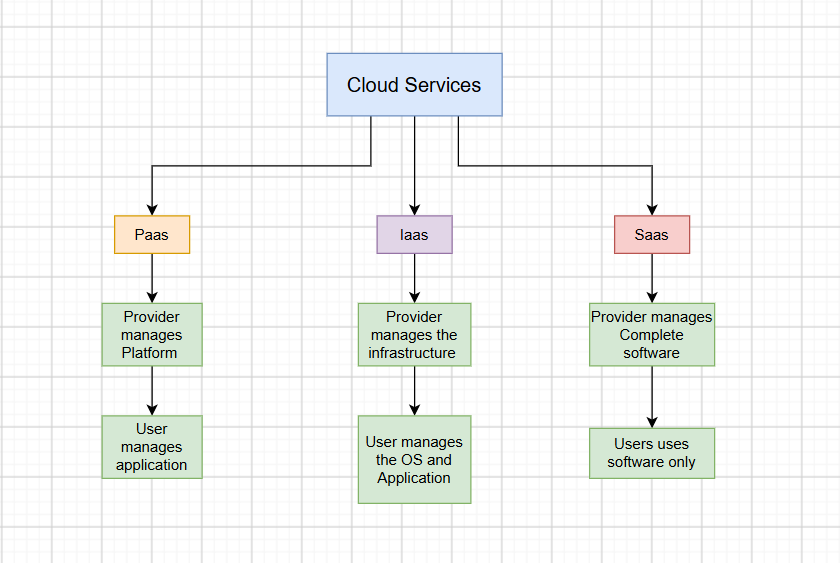 Cloud Services
Paas
Iaas
Saas
Provider
manages
Platform
Provider
manages the
infrastructure
Provider manages
Complete
software
User
manages
application
User manages
the OS and
Application
Users uses
software only